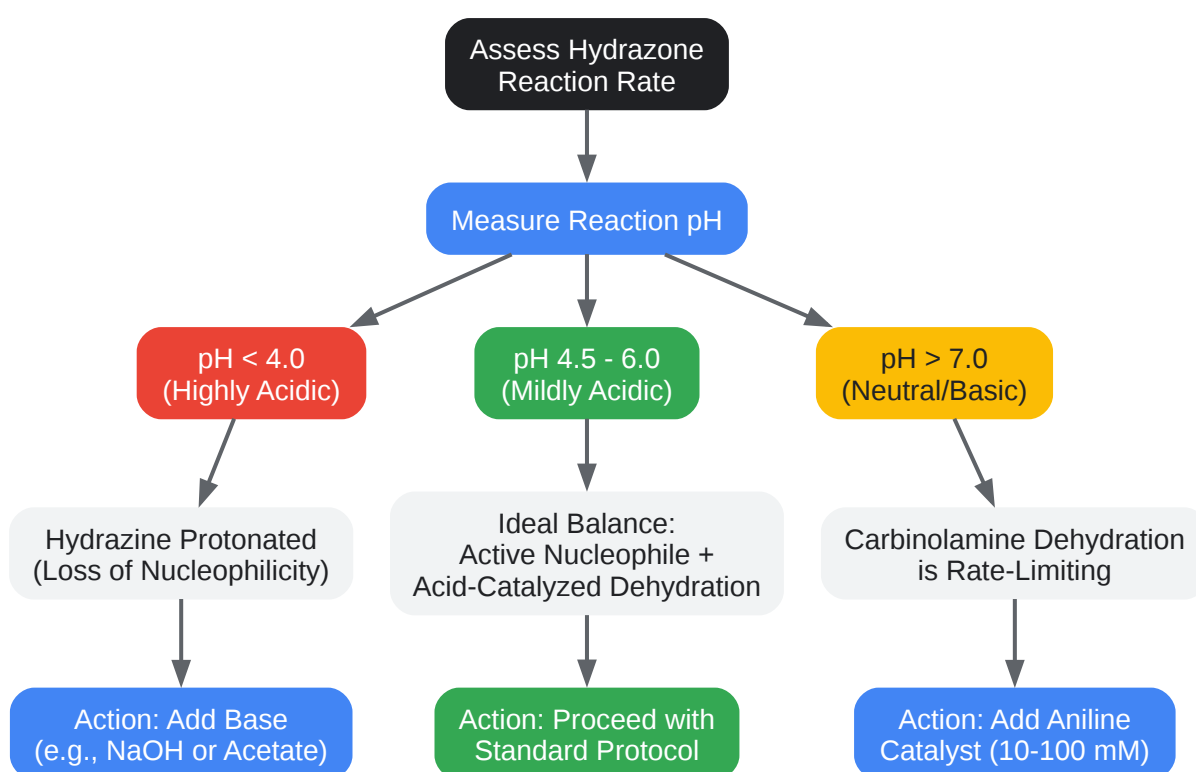 Assess Hydrazone
Reaction Rate
Measure Reaction pH
pH < 4.0
(Highly Acidic)
pH 4.5 - 6.0
(Mildly Acidic)
pH > 7.0
(Neutral/Basic)
Hydrazine Protonated
(Loss of Nucleophilicity)
Ideal Balance:
Active Nucleophile +
Acid-Catalyzed Dehydration
Carbinolamine Dehydration
is Rate-Limiting
Action: Add Base
(e.g., NaOH or Acetate)
Action: Proceed with
Standard Protocol
Action: Add Aniline
Catalyst (10-100 mM)